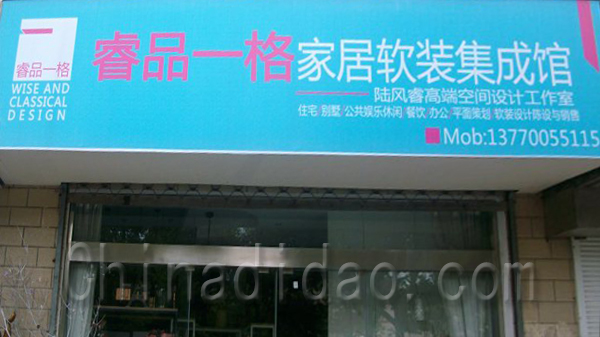 睿品一格
WISE AND
CLASSICAL
DESIGN
睿品一格家居软装集成馆
陆风睿高端空间设计工作室
住宅/别墅/公共娱乐休闲/餐饮/办公/平面策划/软装设计陈设与销售
Mob:13770055115
Chinadidao.com